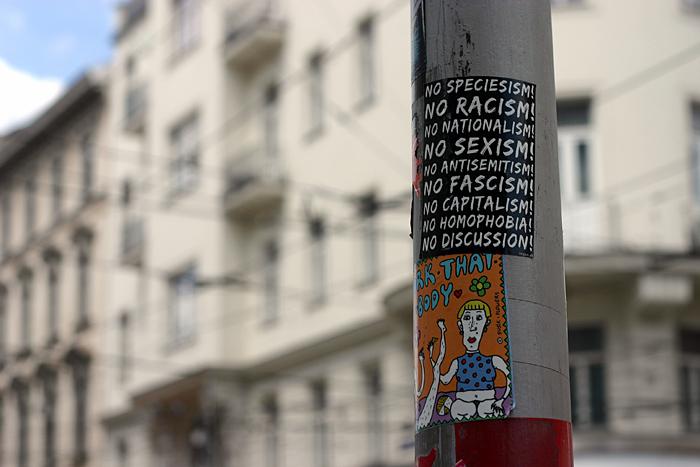 NO SPECIESISM!
NO RACISM!
NO NATIONALISM!
NO SEXISM!
NO ANTISEMITISM!
NO FASCISM!
NO CAPITALISM!
NO HOMOPHOBIA!
NO DISCUSSION!
THAT
BODY